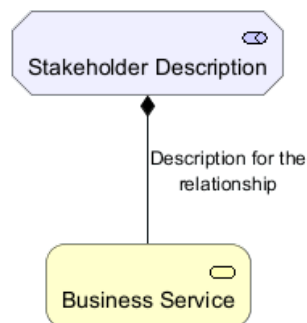 Stakeholder Description
Description for the
relationship
Business Service